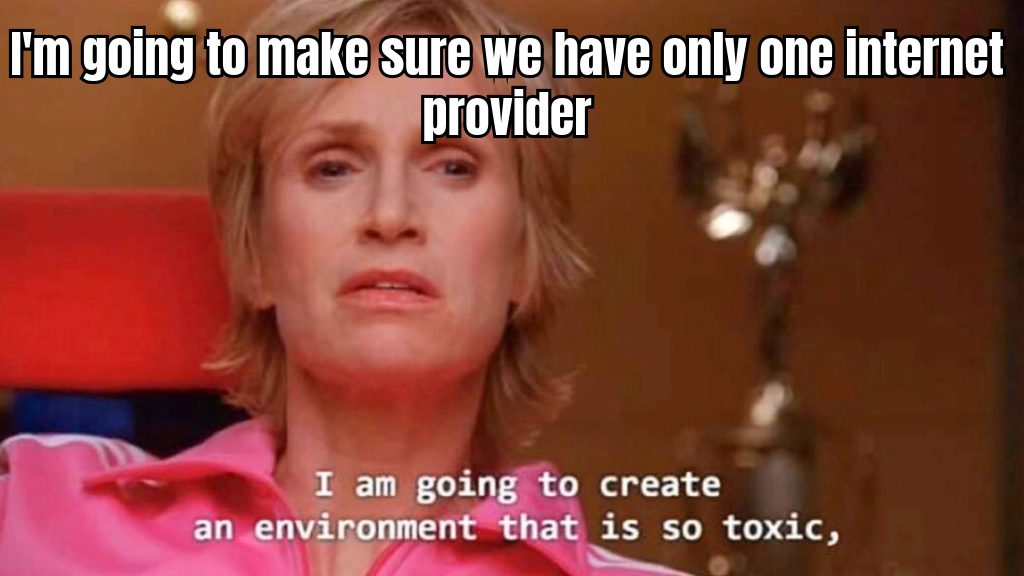 I'm going to make sure we have only one internet
provider
I am going to create
an environment that is so toxic,